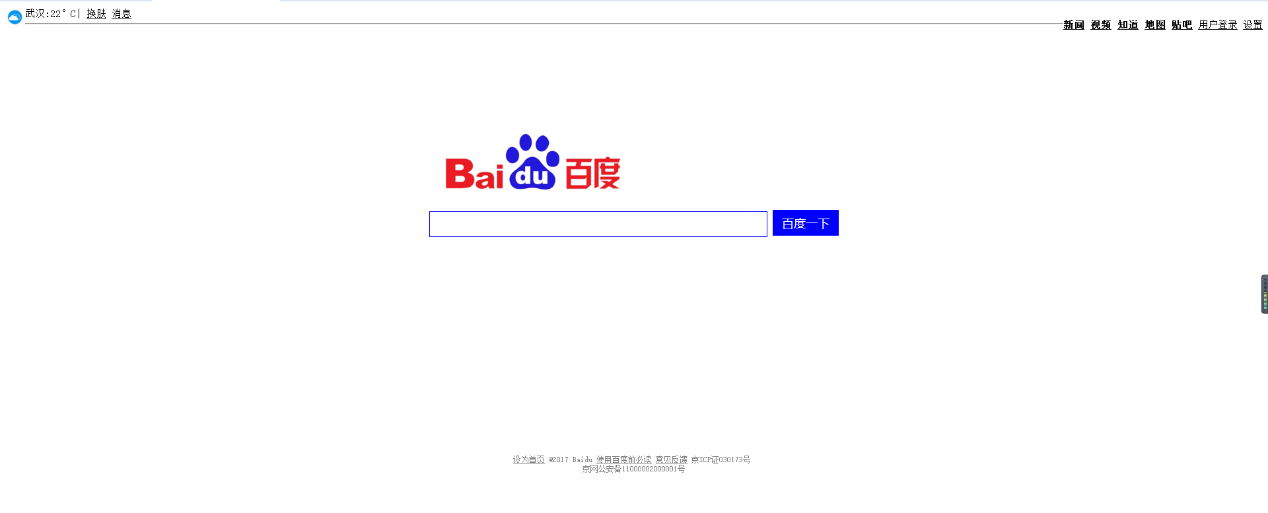 武汉:22°C| 换肤 消息
新闻 视频 知道 地图 贴吧 用户登录 设置
Bai du 百度
百度一下
设为首页 ©2017 Baidu 使用百度前必读 意见反馈 京ICP证030173号
京网公安备11000002000001号